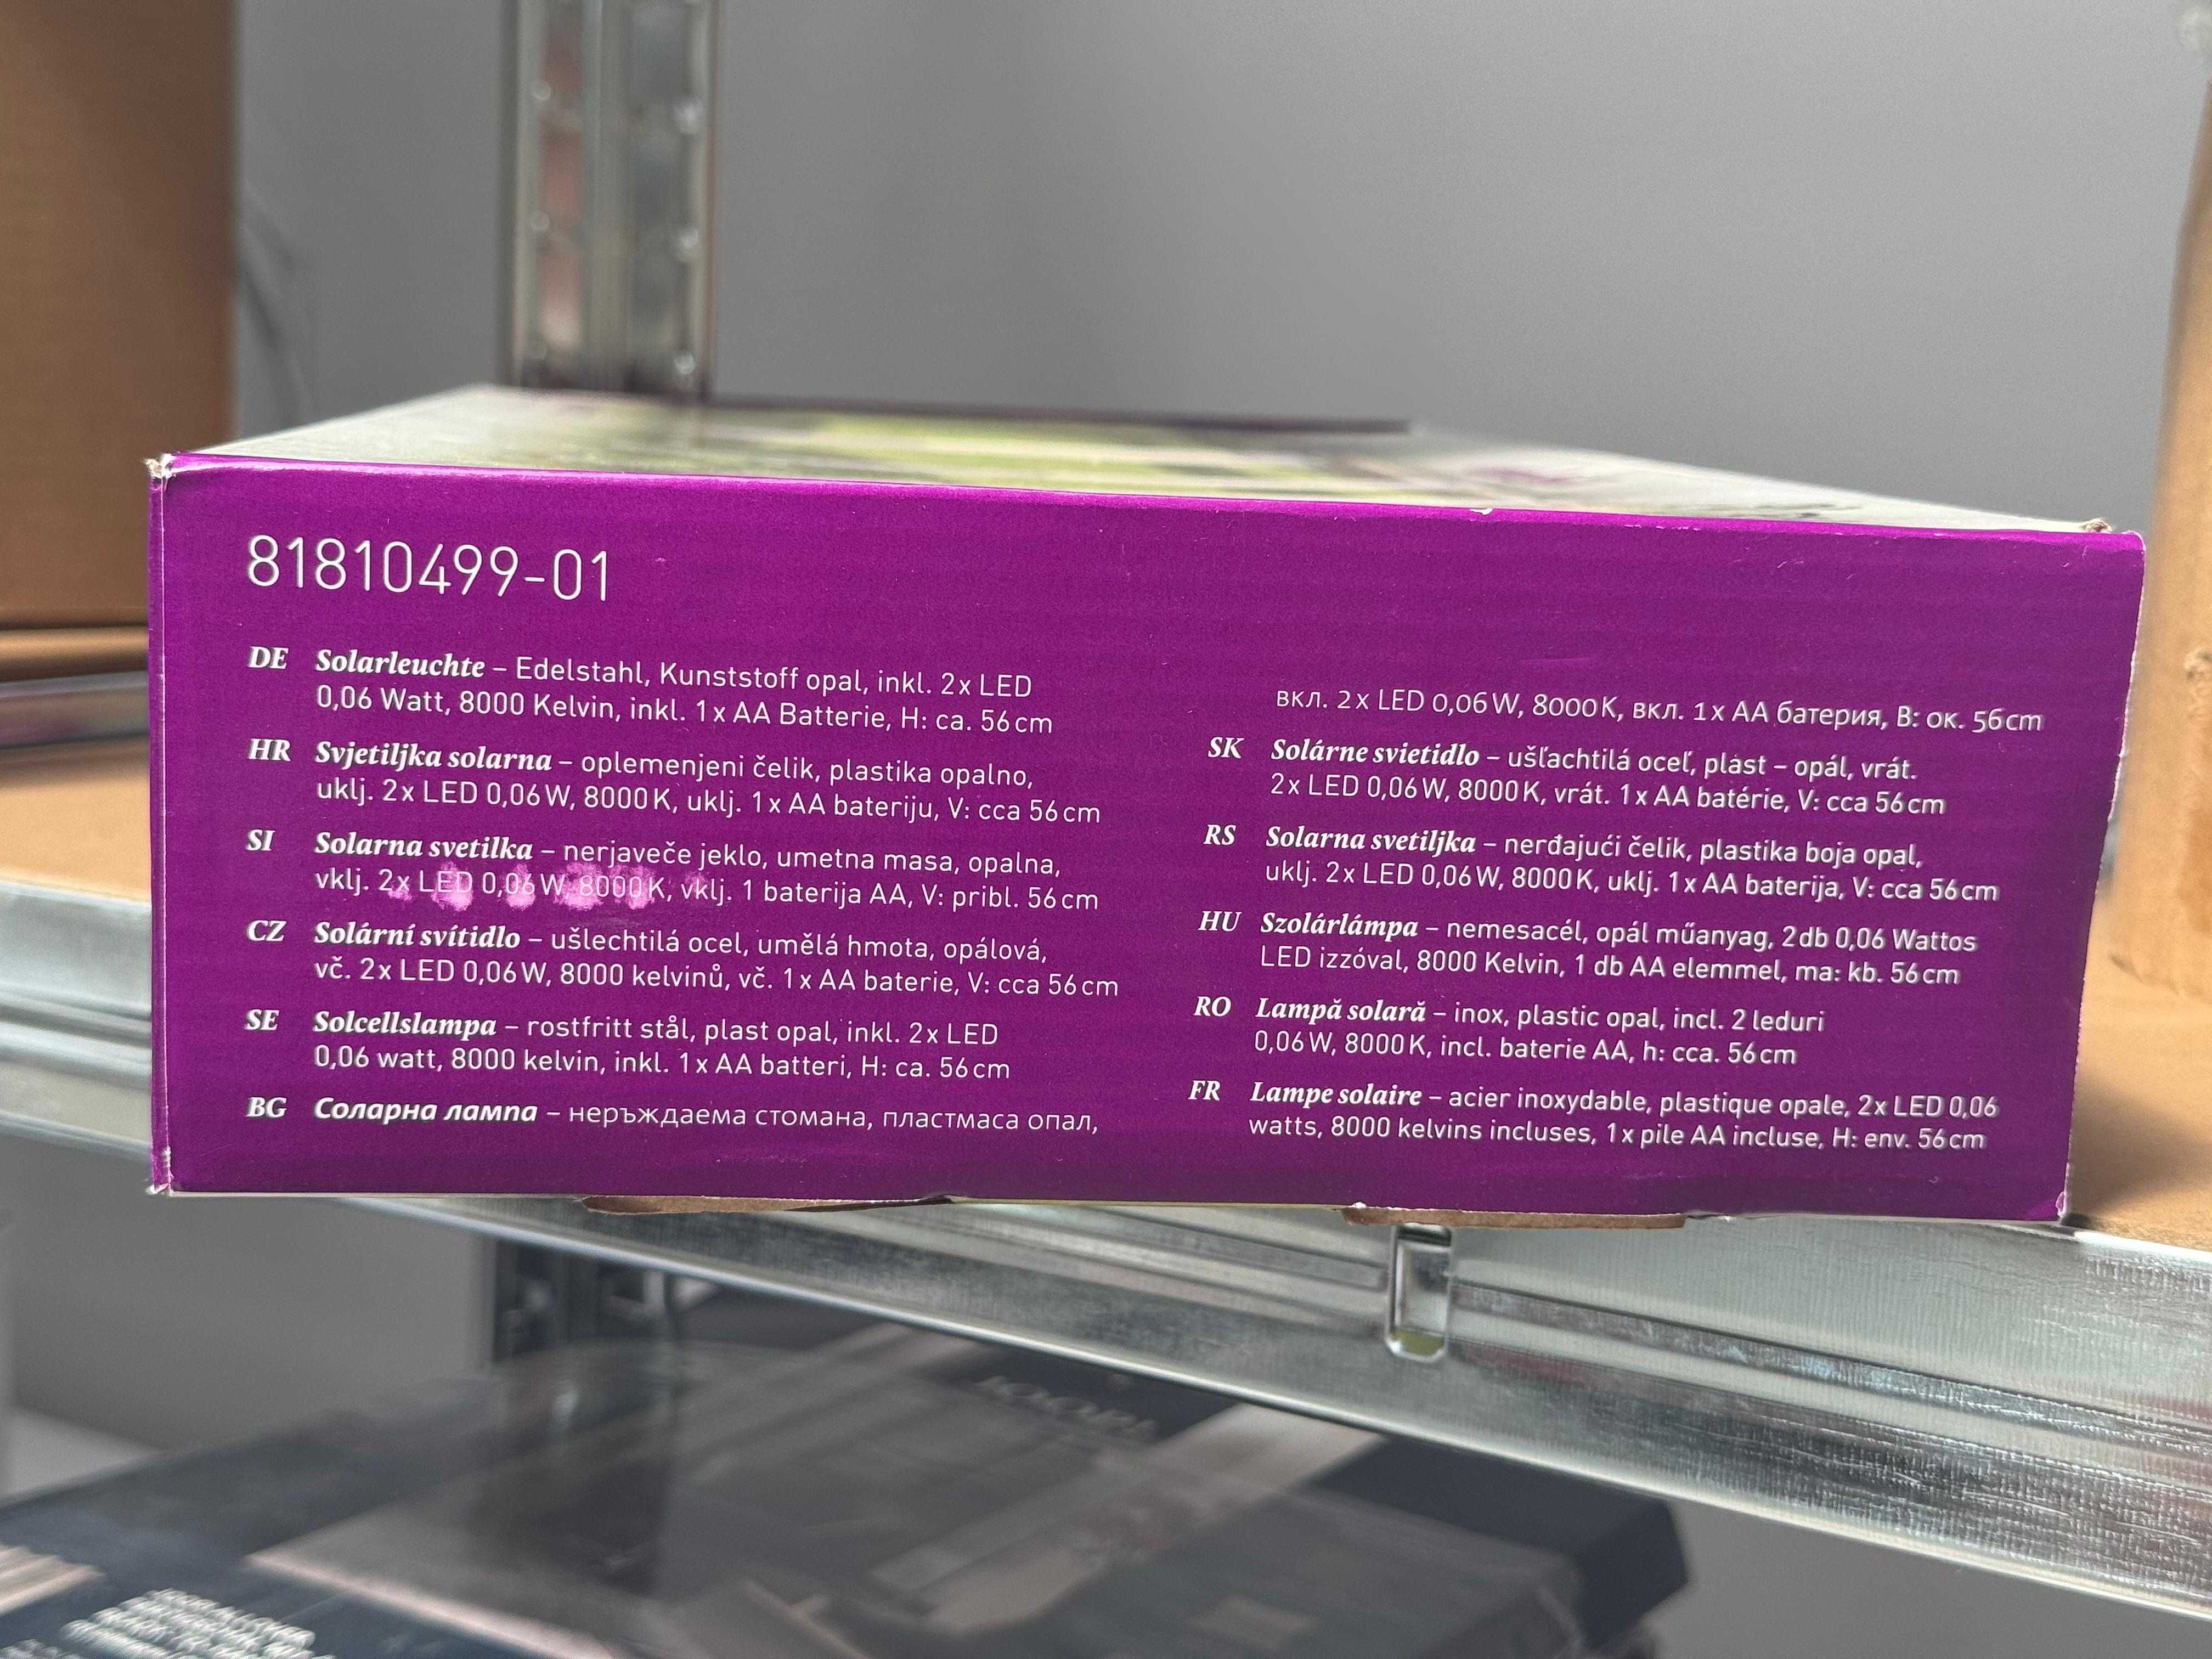 81810499-01
DE Solarleuchte – Edelstahl, Kunststoff opal, inkl. 2x LED
0,06 Watt, 8000 Kelvin, inkl. 1x AA Batterie, H: ca. 56cm
HR Svjetiljka solarna – oplemenjeni čelik, plastika opalno,
uklj. 2x LED 0,06W, 8000K, uklj. 1x AA bateriju, V: cca 56cm
SI Solarna svetilka – nerjaveče jeklo, umetna masa, opalna,
vklj. 2x LED 0,06W, 8000K, vklj. 1 baterija AA, V: pribl. 56cm
CZ Solární svítidlo – ušlechtilá ocel, umělá hmota, opálová,
vč. 2x LED 0,06W, 8000 kelvinů, vč. 1x AA baterie, V: cca 56cm
SE Solcellslampa – rostfritt stål, plast opal, inkl. 2x LED
0,06 watt, 8000 kelvin, inkl. 1x AA batteri, H: ca. 56cm
BG Соларна лампа – неръждаема стомана, пластмаса опал,
вкл. 2x LED 0,06W, 8000K, вкл. 1x AA батерия, В: ок. 56cm
SK Solárne svietidlo – ušľachtilá oceľ, plast – opál, vrát.
2x LED 0,06W, 8000K, vrát. 1x AA batérie, V: cca 56cm
RS Solarna svetiljka – nerđajući čelik, plastika boja opal,
uklj. 2x LED 0,06W, 8000K, uklj. 1x AA baterija, V: cca 56cm
HU Szolárlámpa – nemesacél, opál műanyag, 2db 0,06 Wattos
LED izzóval, 8000 Kelvin, 1 db AA elemmel, ma: kb. 56cm
RO Lampă solară – inox, plastic opal, incl. 2 leduri
0,06W, 8000K, incl. baterie AA, h: cca. 56cm
FR Lampe solaire – acier inoxydable, plastique opale, 2x LED 0,06
watts, 8000 kelvins incluses, 1x pile AA incluse, H: env. 56cm